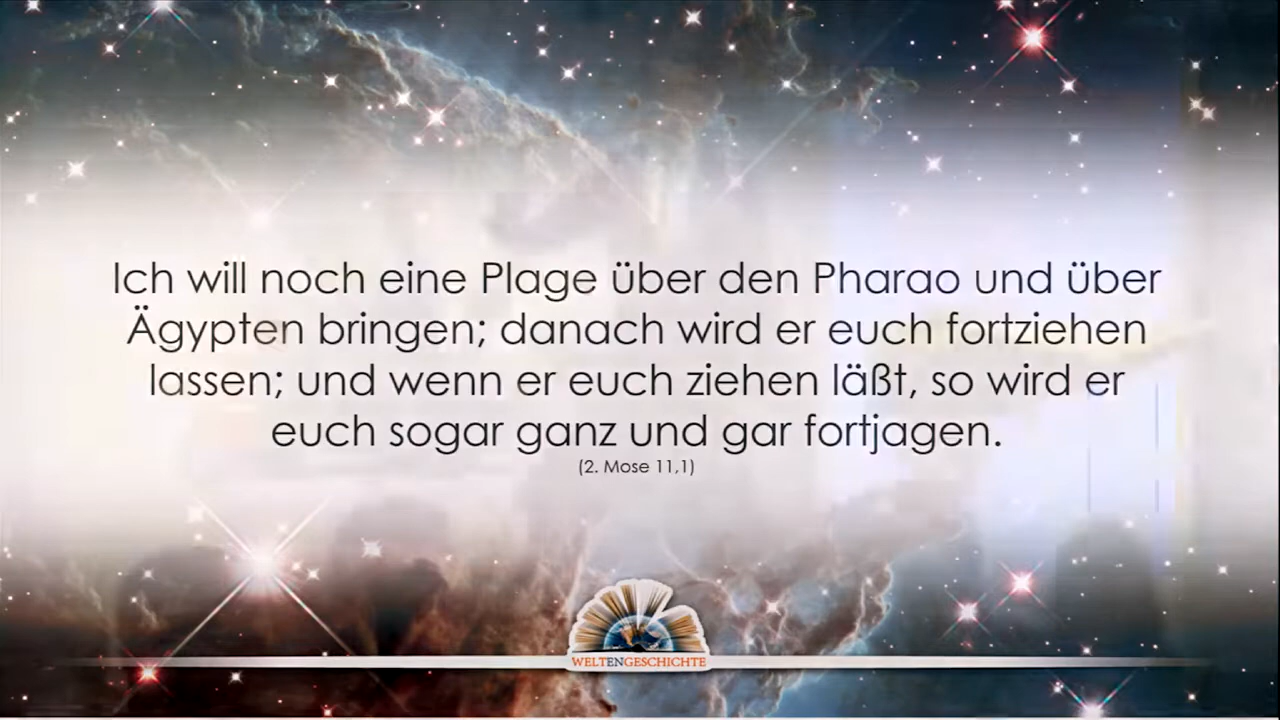 Ich will noch eine Plage über den Pharao und über
Ägypten bringen; danach wird er euch fortziehen
lassen; und wenn er euch ziehen läßt, so wird er
euch sogar ganz und gar fortjagen.
(2. Mose 11,1)
WELTENGESCHICHTE